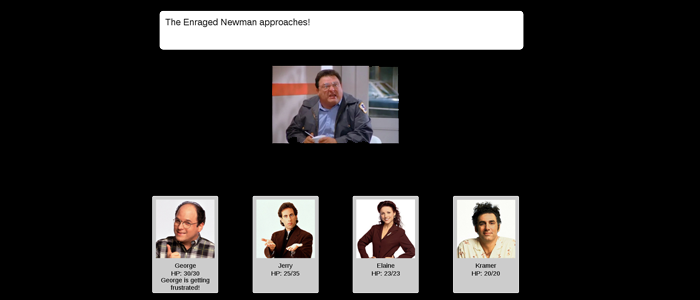 The Enraged Newman approaches!
George
HP: 30/30
George is getting
frustrated!
Jerry
HP: 25/35
Elaine
HP: 23/23
Kramer
HP: 20/20